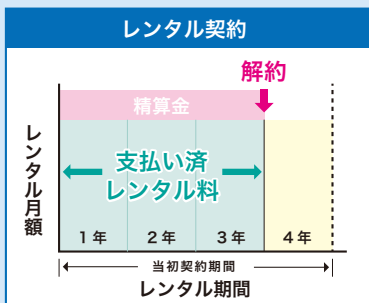 レンタル契約
解約
精算金
レンタル月額
支払い済
レンタル料
1年 2年 3年 4年
当初契約期間
レンタル期間